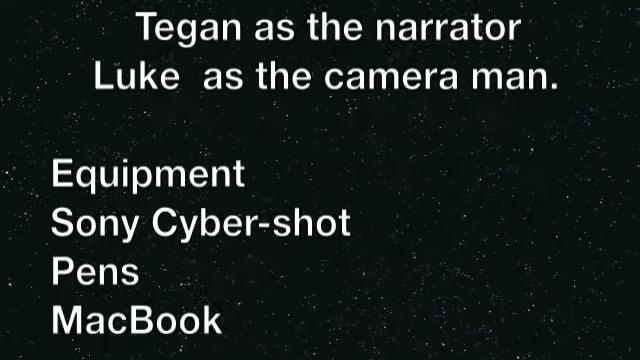 Tegan as the narrator
Luke as the camera man.
Equipment
Sony Cyber-shot
Pens
MacBook